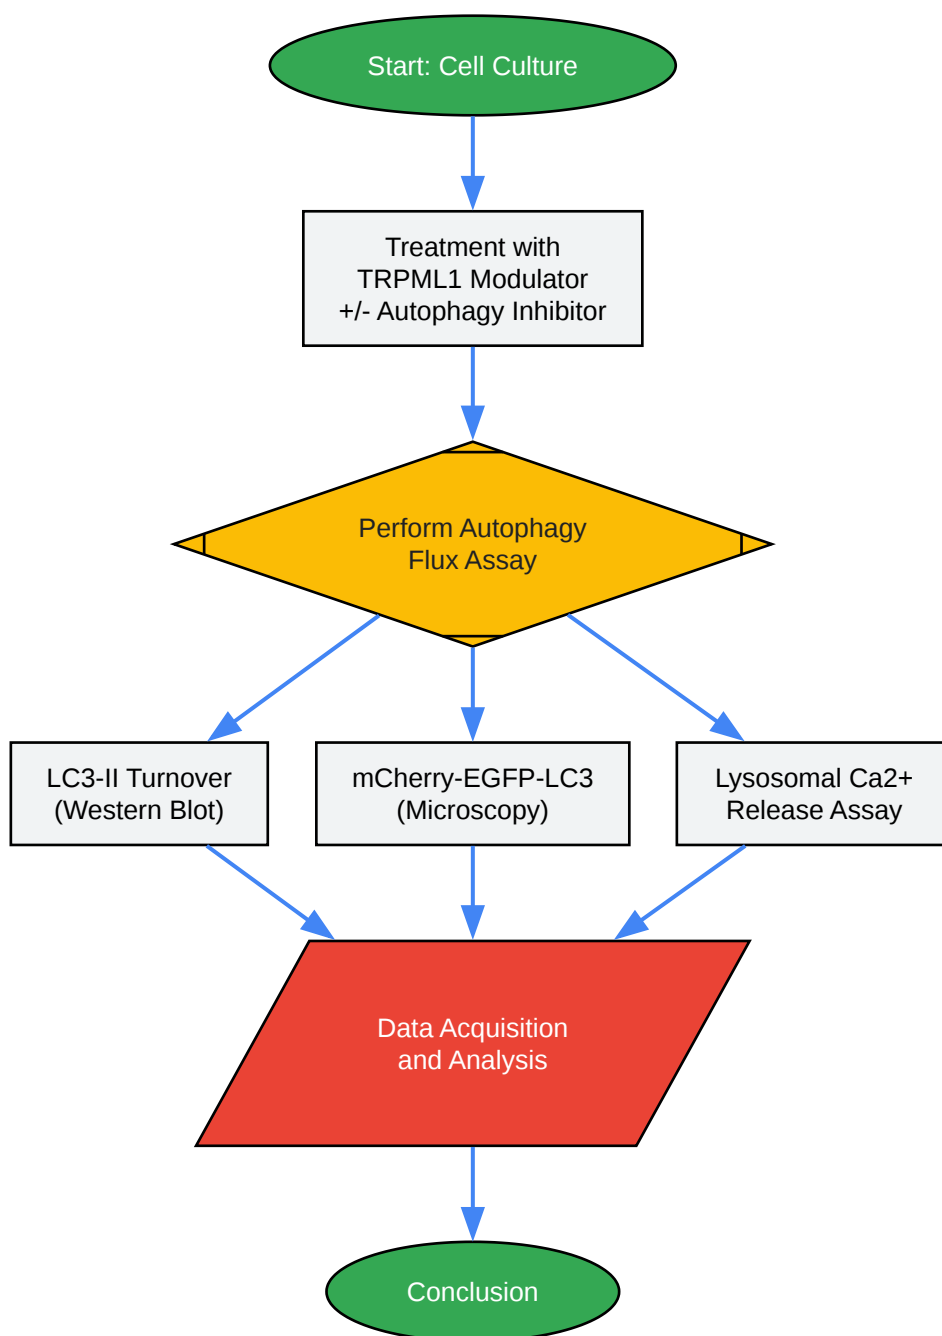 Start: Cell Culture
Treatment with
TRPML1 Modulator
+/- Autophagy Inhibitor
Perform Autophagy
Flux Assay
LC3-II Turnover
(Western Blot)
mCherry-EGFP-LC3
(Microscopy)
Lysosomal Ca2+
Release Assay
Data Acquisition
and Analysis
Conclusion